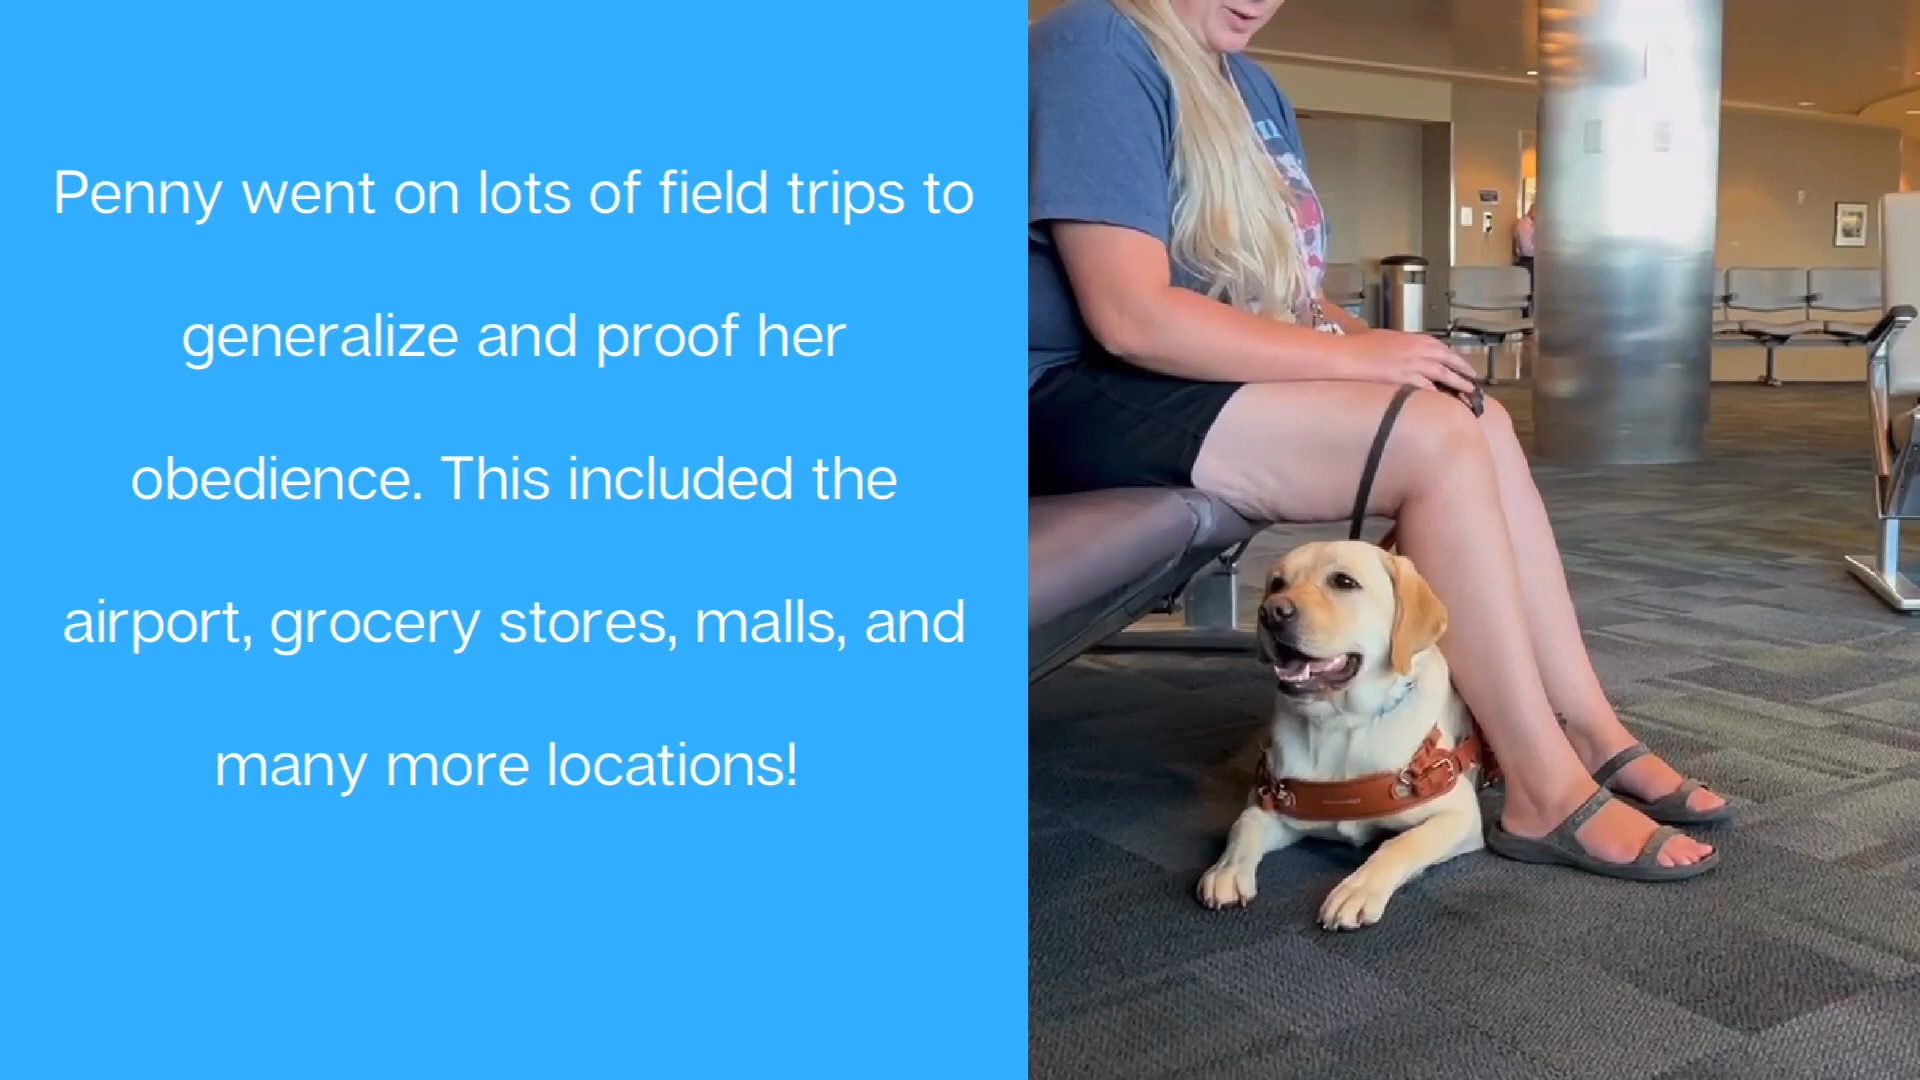 Penny went on lots of field trips to
generalize and proof her
obedience. This included the
airport, grocery stores, malls, and
many more locations!